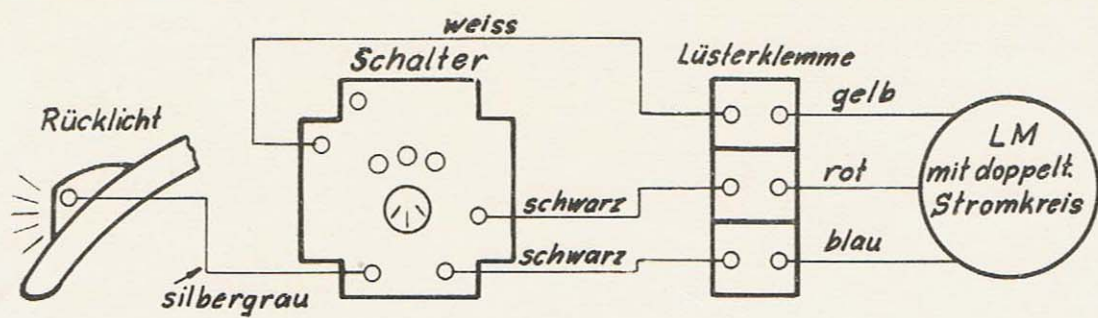 weiss
Schalter
Lüsterklemme
Rücklicht
gelb
LM
mit doppelt.
Stromkreis
rot
schwarz
schwarz
blau
silbergrau